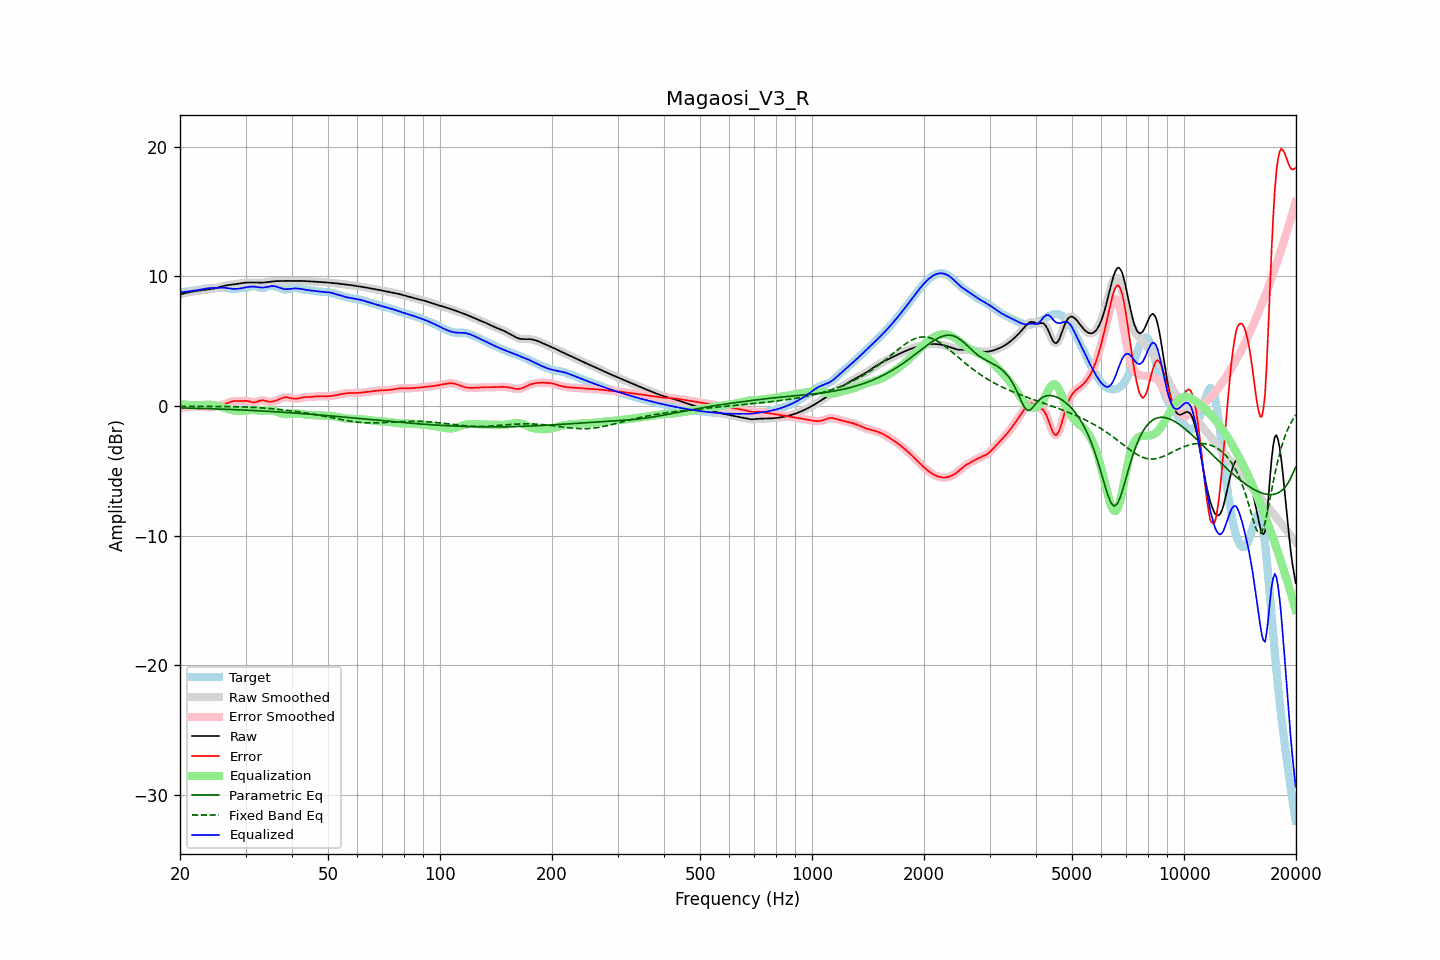 Magaosi_V3_R
20
10
0
−10
−20
−30
Amplitude (dBr)
Target
Raw Smoothed
Error Smoothed
Raw
Error
Equalization
Parametric Eq
Fixed Band Eq
Equalized
20 50 100 200 500 1000 2000 5000 10000 20000
Frequency (Hz)